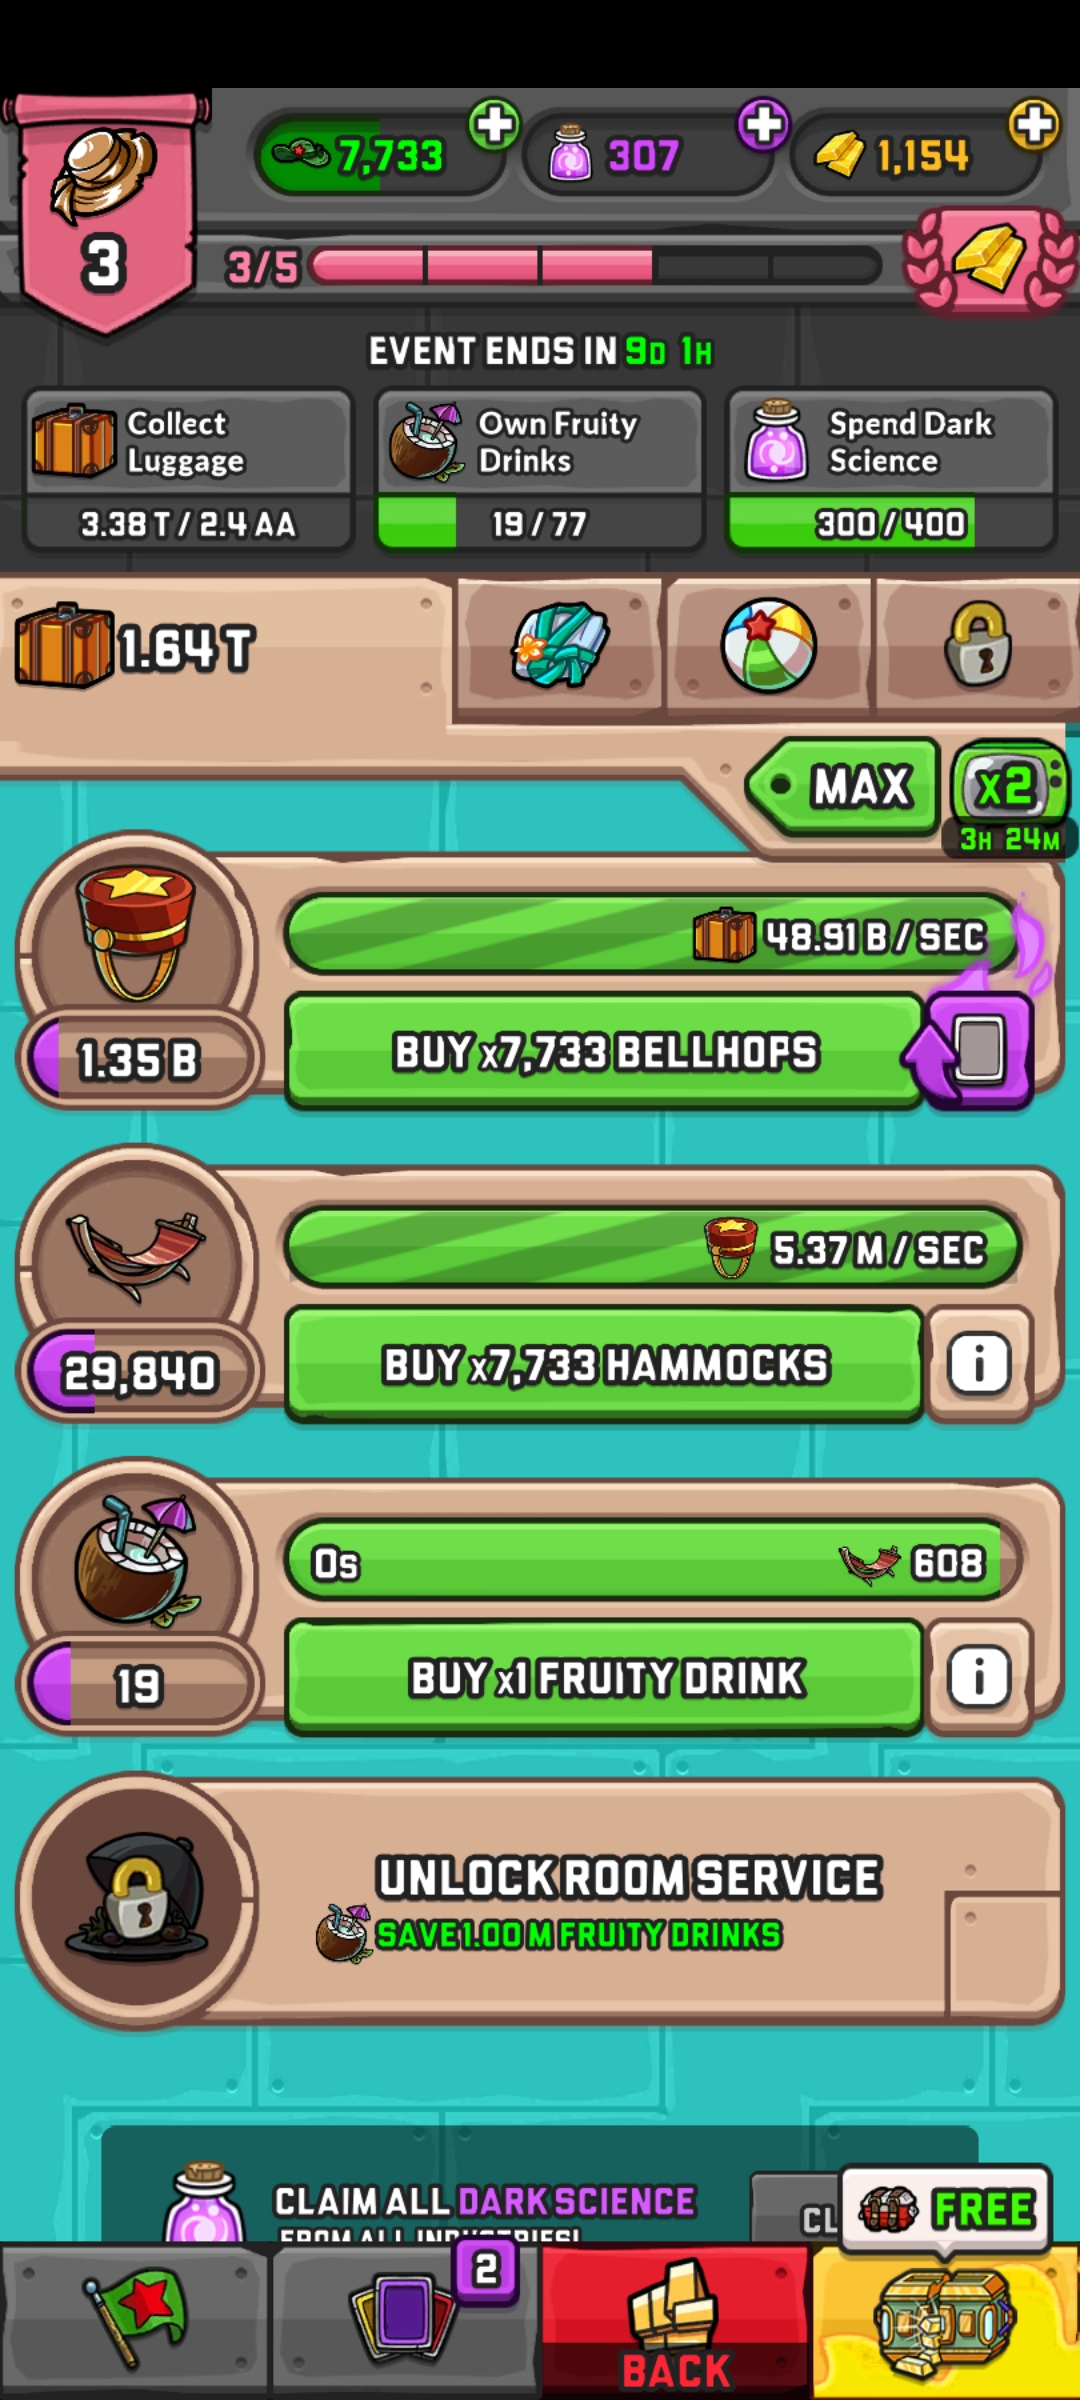 7,733
307
1,154
3
3/5
EVENT ENDS IN 9D 1H
Collect
Luggage
Own Fruity
Drinks
Spend Dark
Science
3.38 T / 2.4 AA
19 / 77
300 / 400
1.64 T
MAX
x2
3H 24M
48.91 B / SEC
1.35 B
BUY x7,733 BELLHOPS
5.37 M / SEC
29,840
BUY x7,733 HAMMOCKS
i
0s
608
19
BUY x1 FRUITY DRINK
i
UNLOCK ROOM SERVICE
SAVE 1.00 M FRUITY DRINKS
CLAIM ALL DARK SCIENCE
FROM ALL INDUSTRIES!
CL
FREE
2
BACK